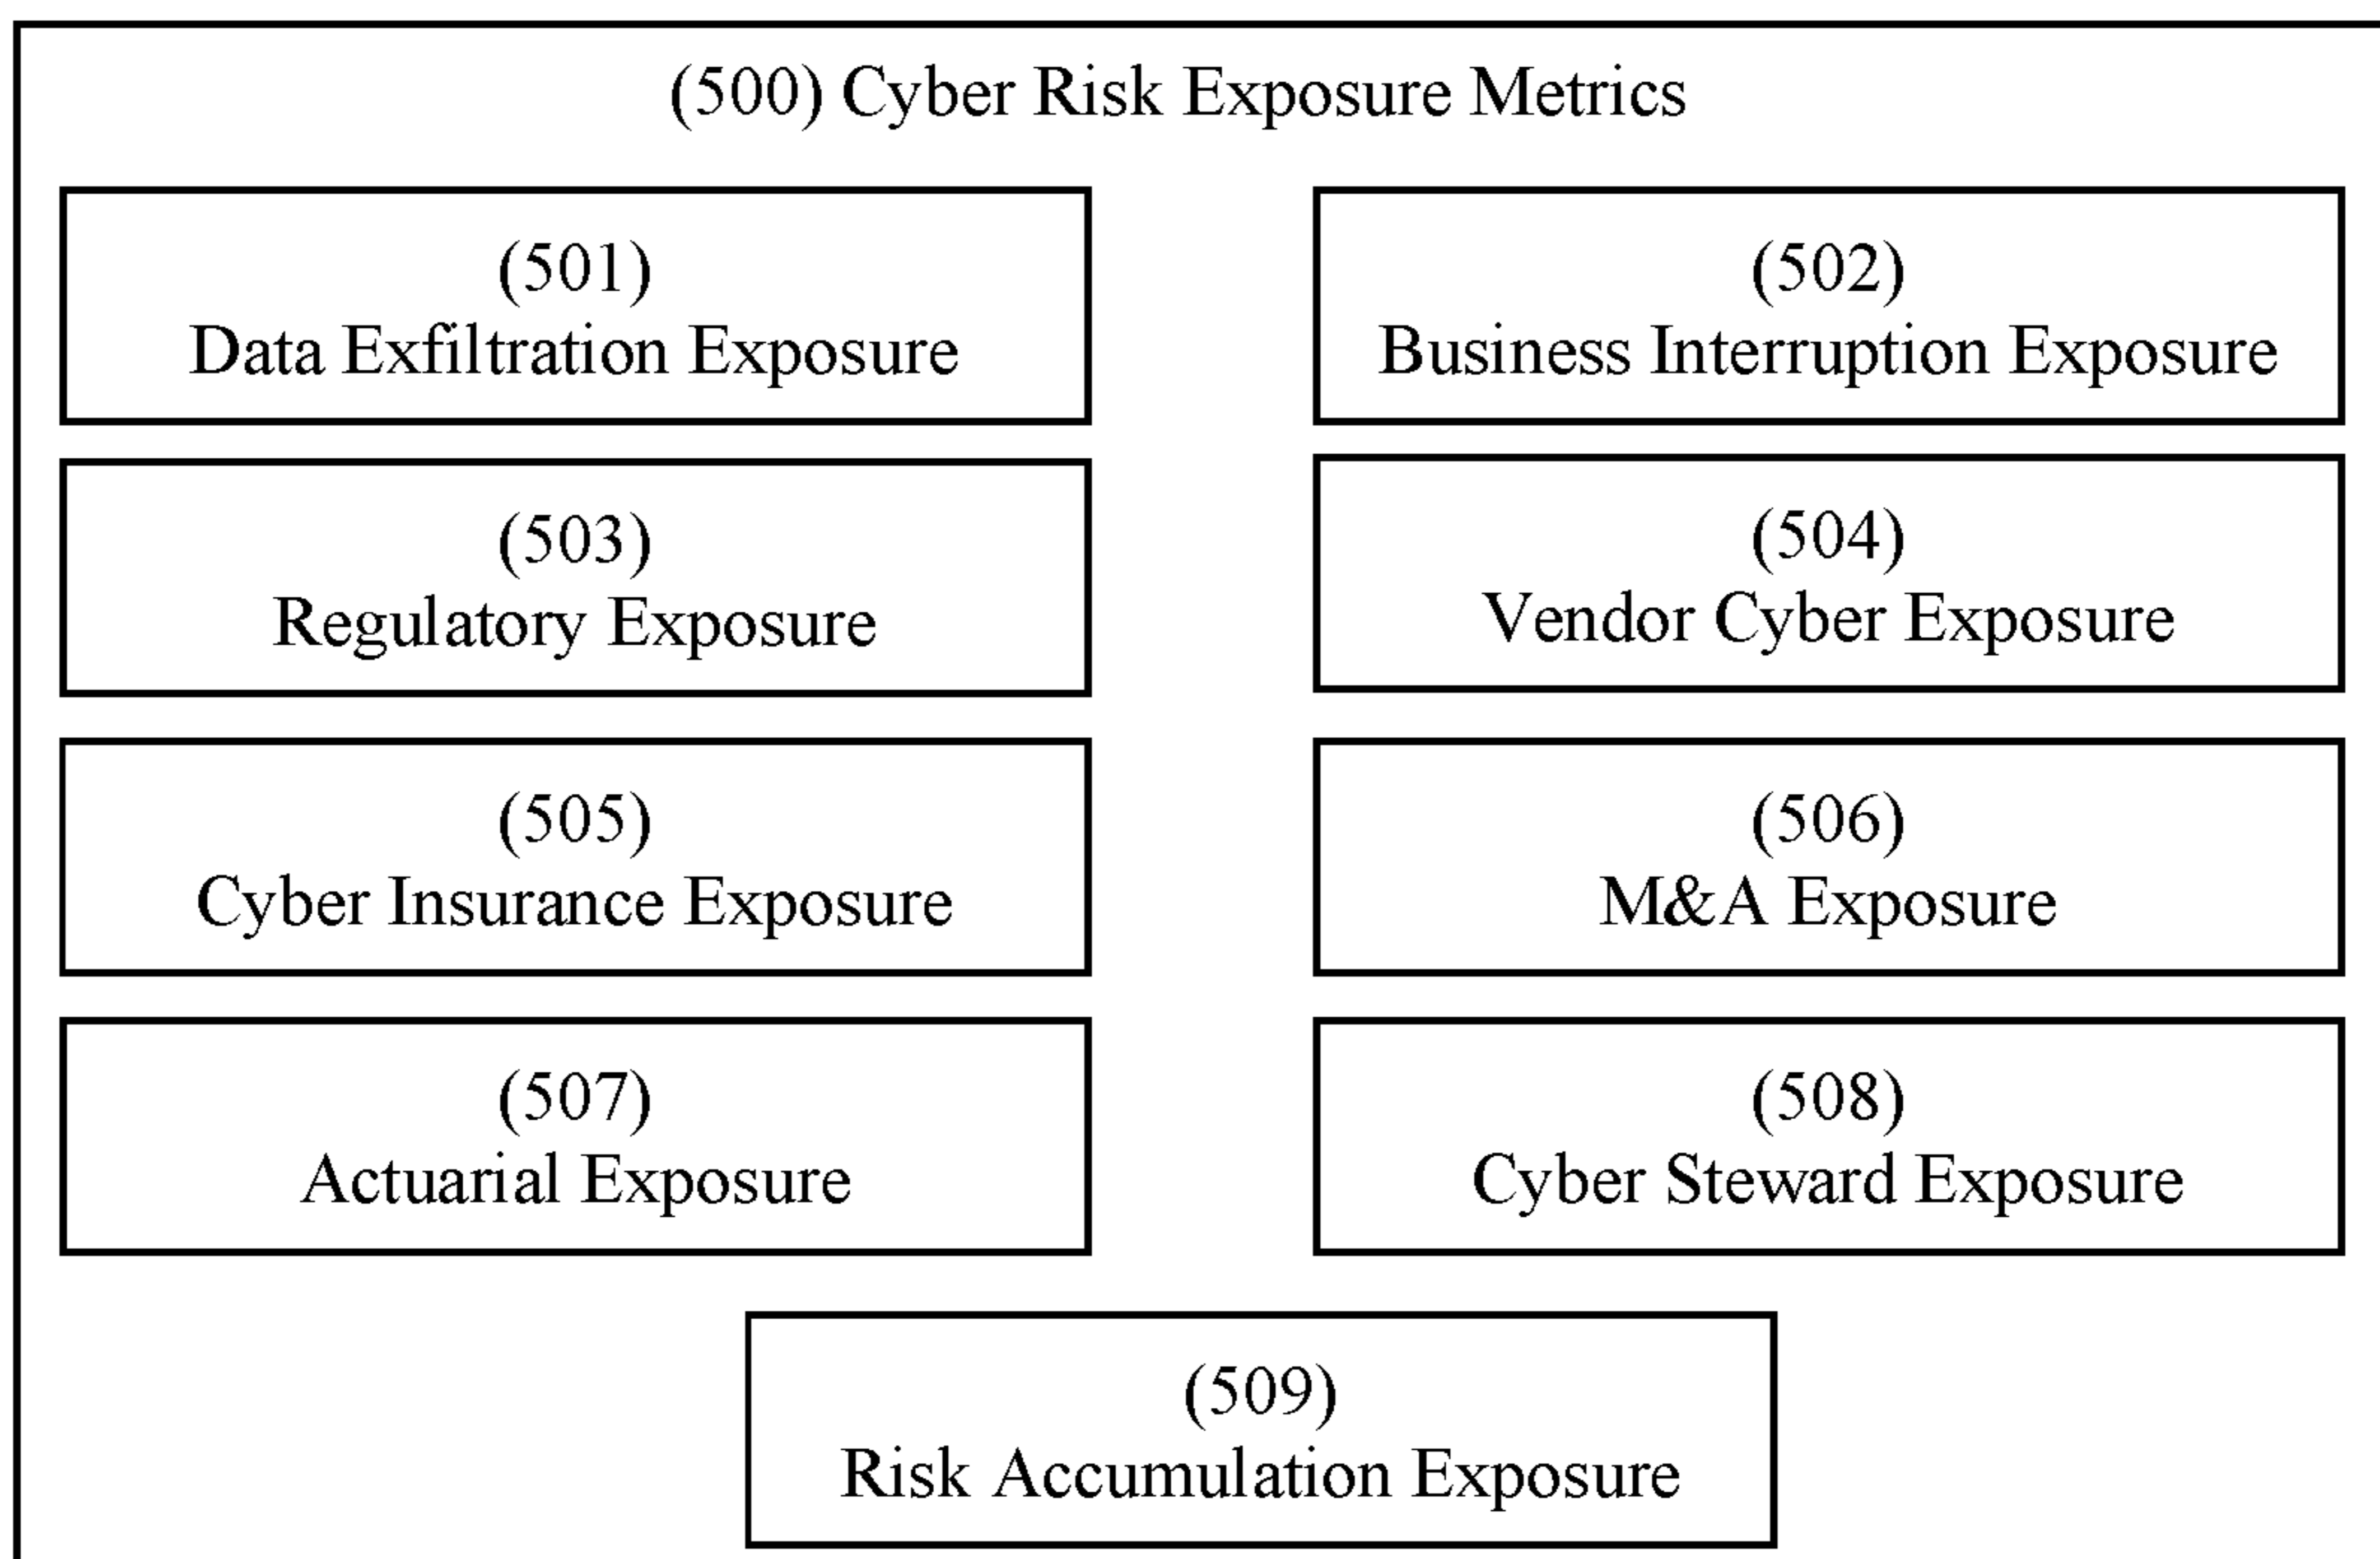 (500) Cyber Risk Exposure Metrics
(501)
Data Exfiltration Exposure
(502)
Business Interruption Exposure
(503)
Regulatory Exposure
(504)
Vendor Cyber Exposure
(505)
Cyber Insurance Exposure
(506)
M&A Exposure
(507)
Actuarial Exposure
(508)
Cyber Steward Exposure
(509)
Risk Accumulation Exposure